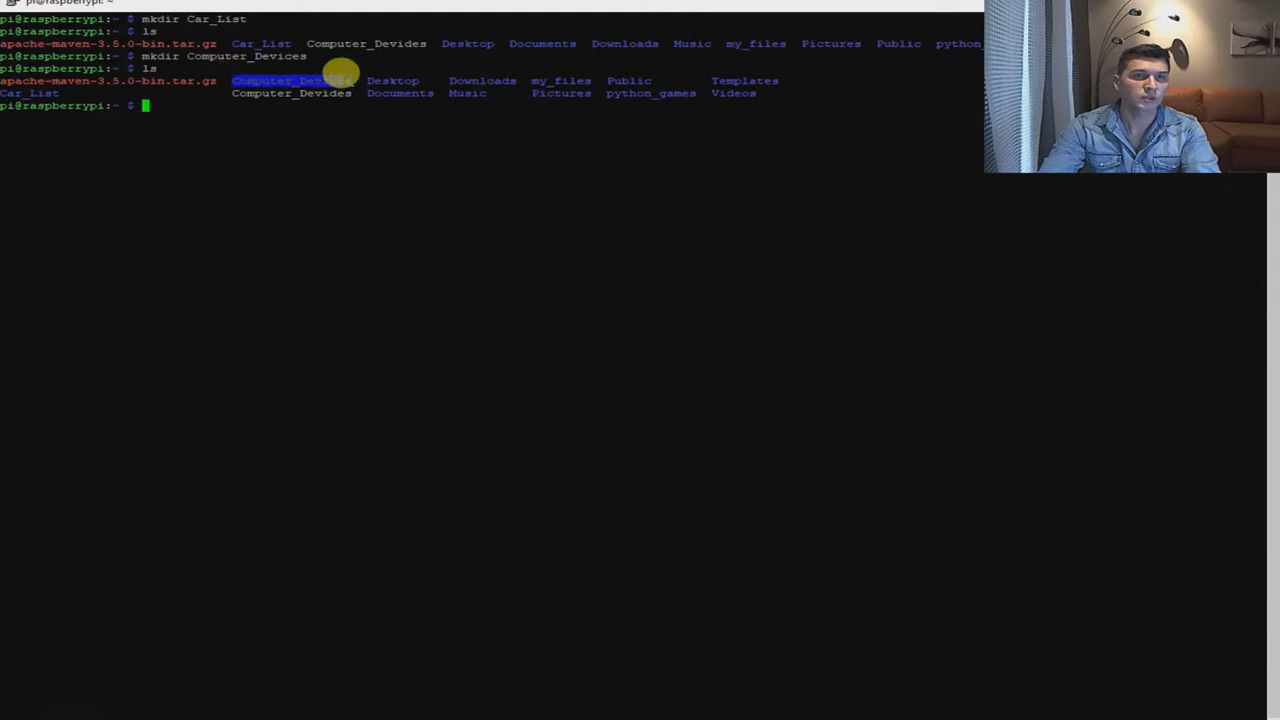 pi@raspberrypi: ~
pi@raspberrypi:~ $ mkdir Car_List
pi@raspberrypi:~ $ ls
apache-maven-3.5.0-bin.tar.gz Car_List Computer_Devides Desktop Documents Downloads Music my_files Pictures Public python_
pi@raspberrypi:~ $ mkdir Computer_Devices
pi@raspberrypi:~ $ ls
apache-maven-3.5.0-bin.tar.gz Computer_Devices Desktop Downloads my_files Public Templates
Car_List Computer_Devides Documents Music Pictures python_games Videos
pi@raspberrypi:~ $